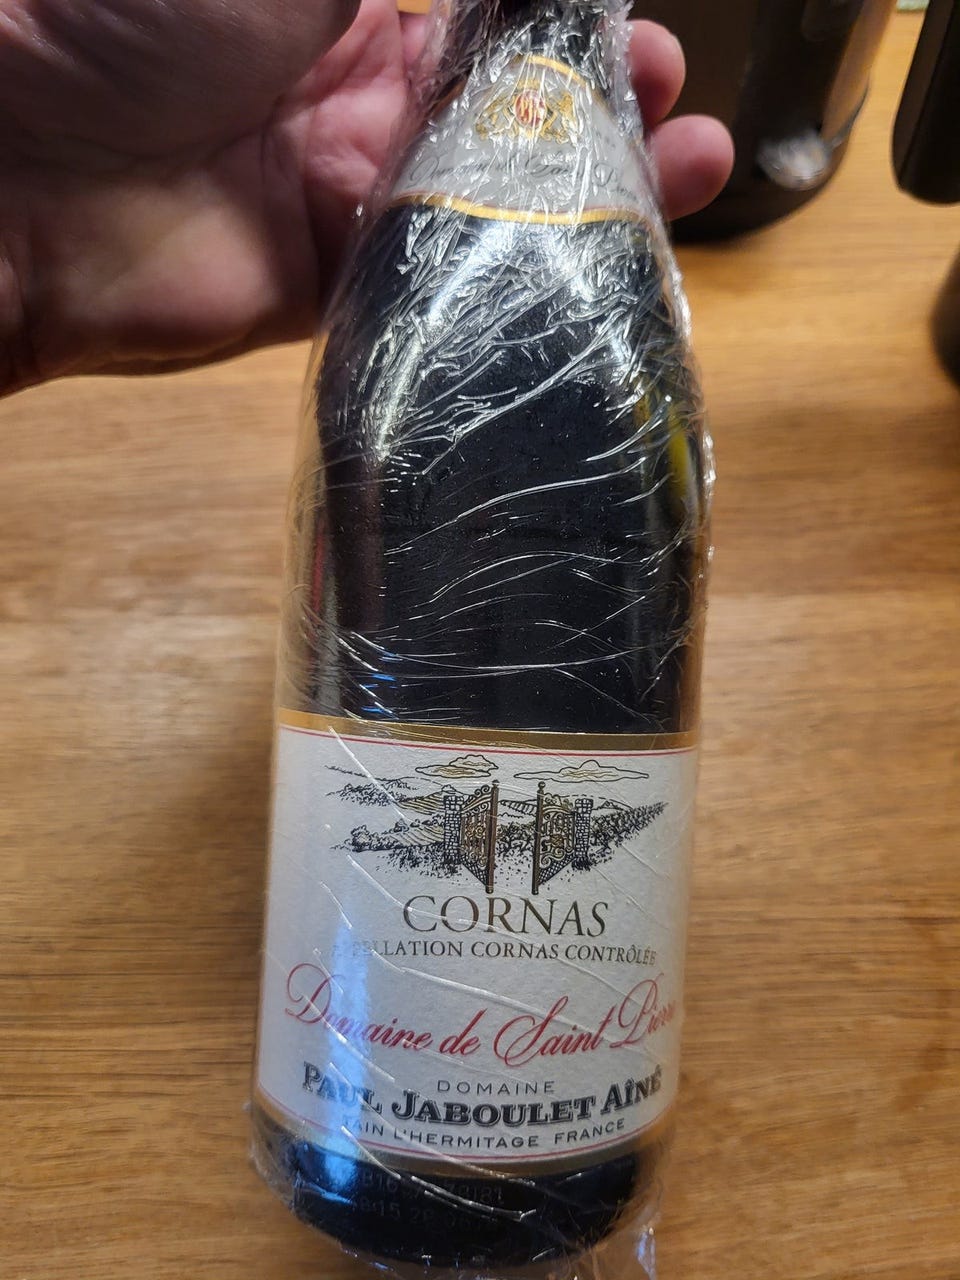 CORNAS
APPELLATION CORNAS CONTRÔLÉE
Domaine de Saint Pierre
DOMAINE
PAUL JABOULET AÎNÉ
TAIN L'HERMITAGE FRANCE